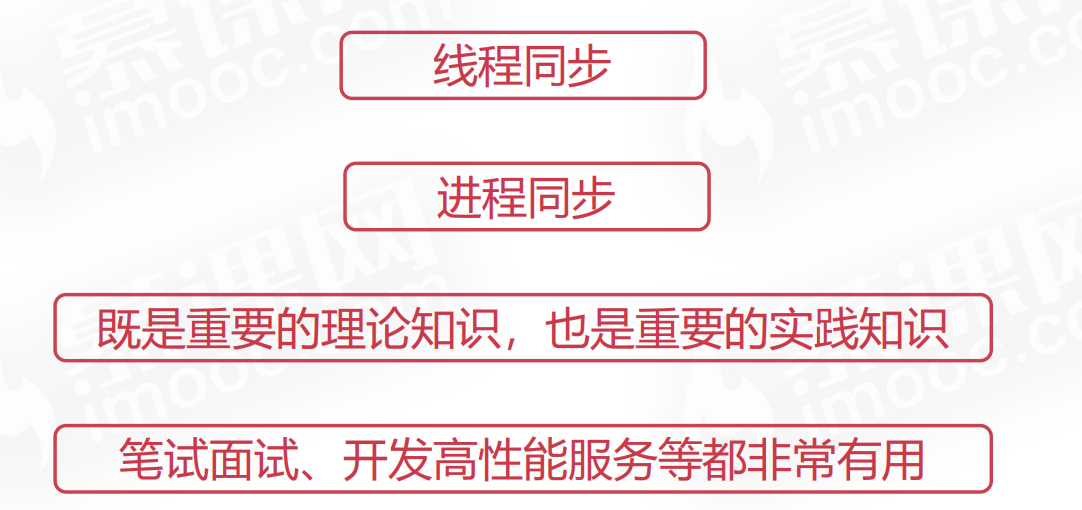 线程同步
进程同步
既是重要的理论知识，也是重要的实践知识
笔试面试、开发高性能服务等都非常有用
慕课网
imooc.com